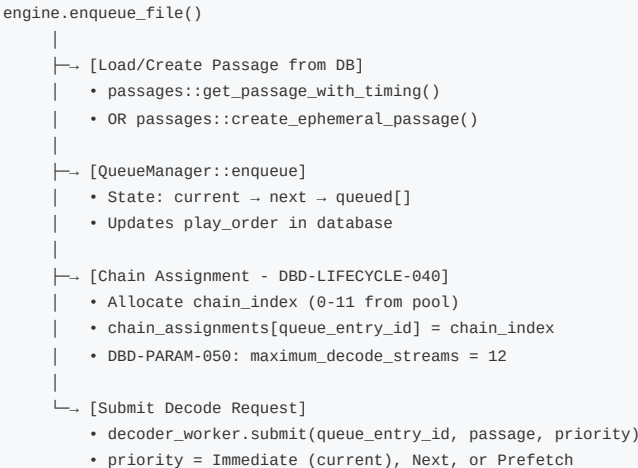 engine.enqueue_file()
│
├─→ [Load/Create Passage from DB]
│   • passages::get_passage_with_timing()
│   • OR passages::create_ephemeral_passage()
│
├─→ [QueueManager::enqueue]
│   • State: current → next → queued[]
│   • Updates play_order in database
│
├─→ [Chain Assignment - DBD-LIFECYCLE-040]
│   • Allocate chain_index (0-11 from pool)
│   • chain_assignments[queue_entry_id] = chain_index
│   • DBD-PARAM-050: maximum_decode_streams = 12
│
└─→ [Submit Decode Request]
    • decoder_worker.submit(queue_entry_id, passage, priority)
    • priority = Immediate (current), Next, or Prefetch